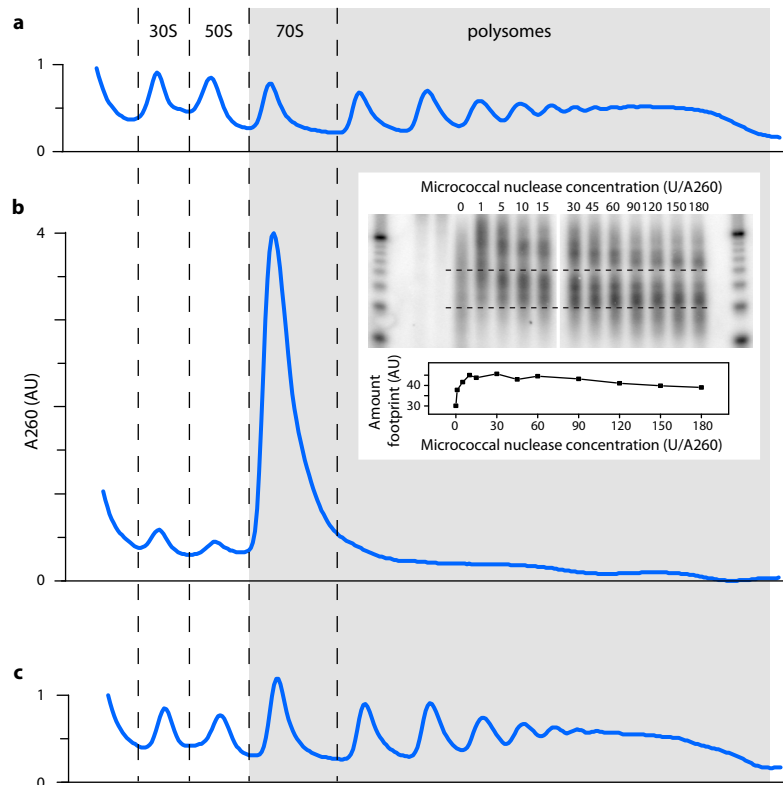 a
30S 50S 70S polysomes
1
0
b
Micrococcal nuclease concentration (U/A260)
0 1 5 10 15 30 45 60 90 120 150 180
4
A260 (AU)
0
Amount
footprint (AU)
40
30
0 30 60 90 120 150 180
Micrococcal nuclease concentration (U/A260)
c
1
0